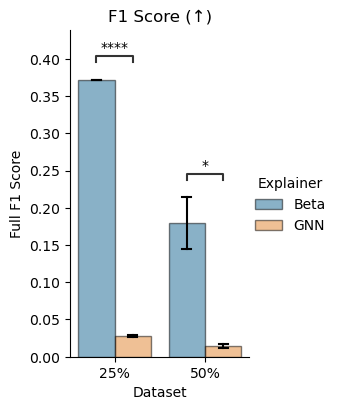 F1 Score (↑)
****
*
0.40
0.35
0.30
0.25
0.20
0.15
0.10
0.05
0.00
Full F1 Score
25%
50%
Dataset
Explainer
Beta
GNN